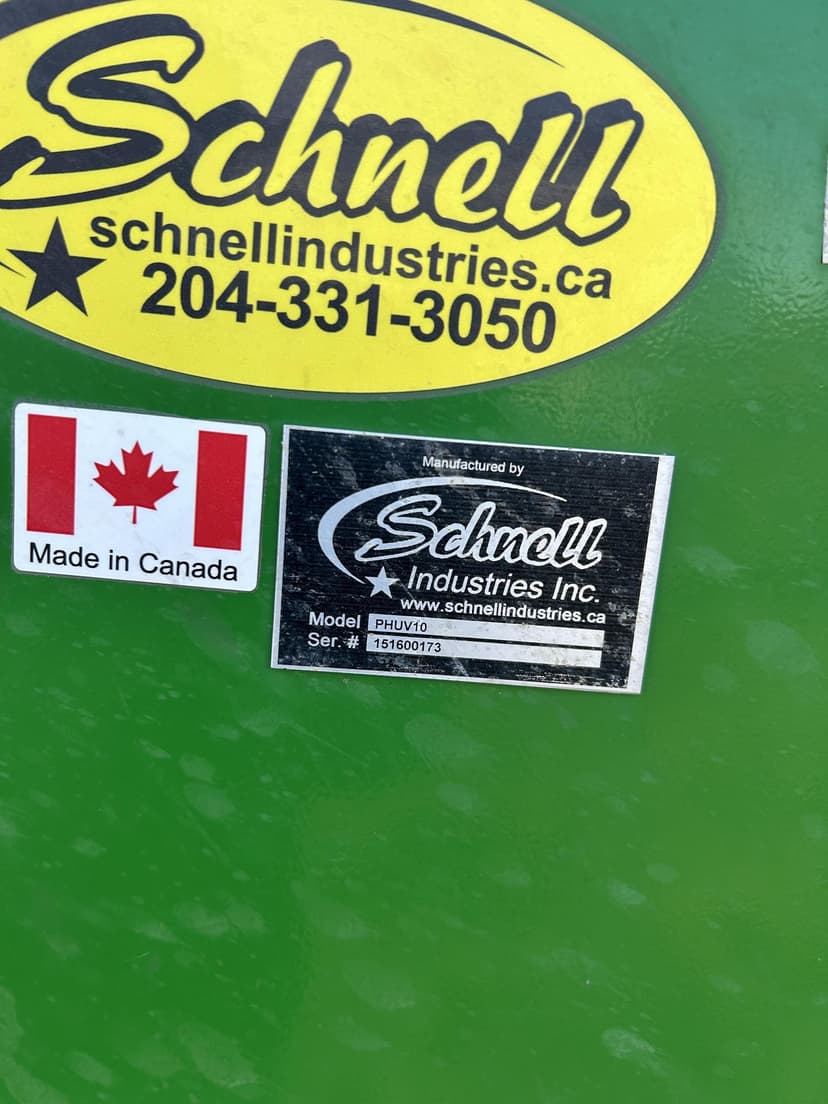 Schnell
schnellindustries.ca
204-331-3050
Made in Canada
Manufactured by
Schnell
Industries Inc.
www.schnellindustries.ca
Model PHUV10
Ser. # 151600173